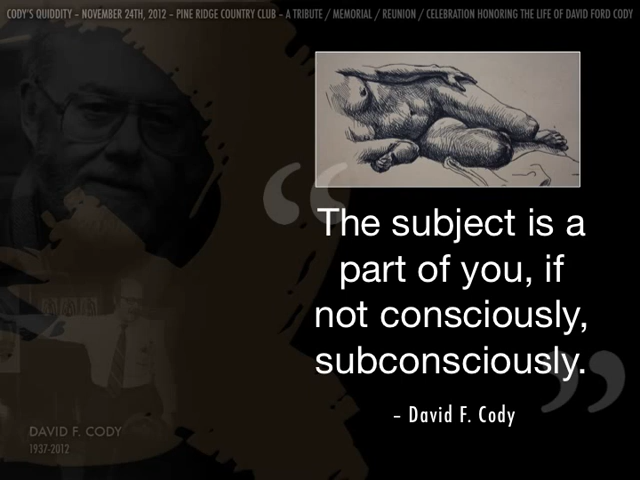 CODY'S QUIDDITY – NOVEMBER 24TH, 2012 – PINE RIDGE COUNTRY CLUB – A TRIBUTE / MEMORIAL / REUNION / CELEBRATION HONORING THE LIFE OF DAVID FORD CODY
“
The subject is a
part of you, if
not consciously,
subconsciously.
”
– David F. Cody
DAVID F. CODY
1937-2012